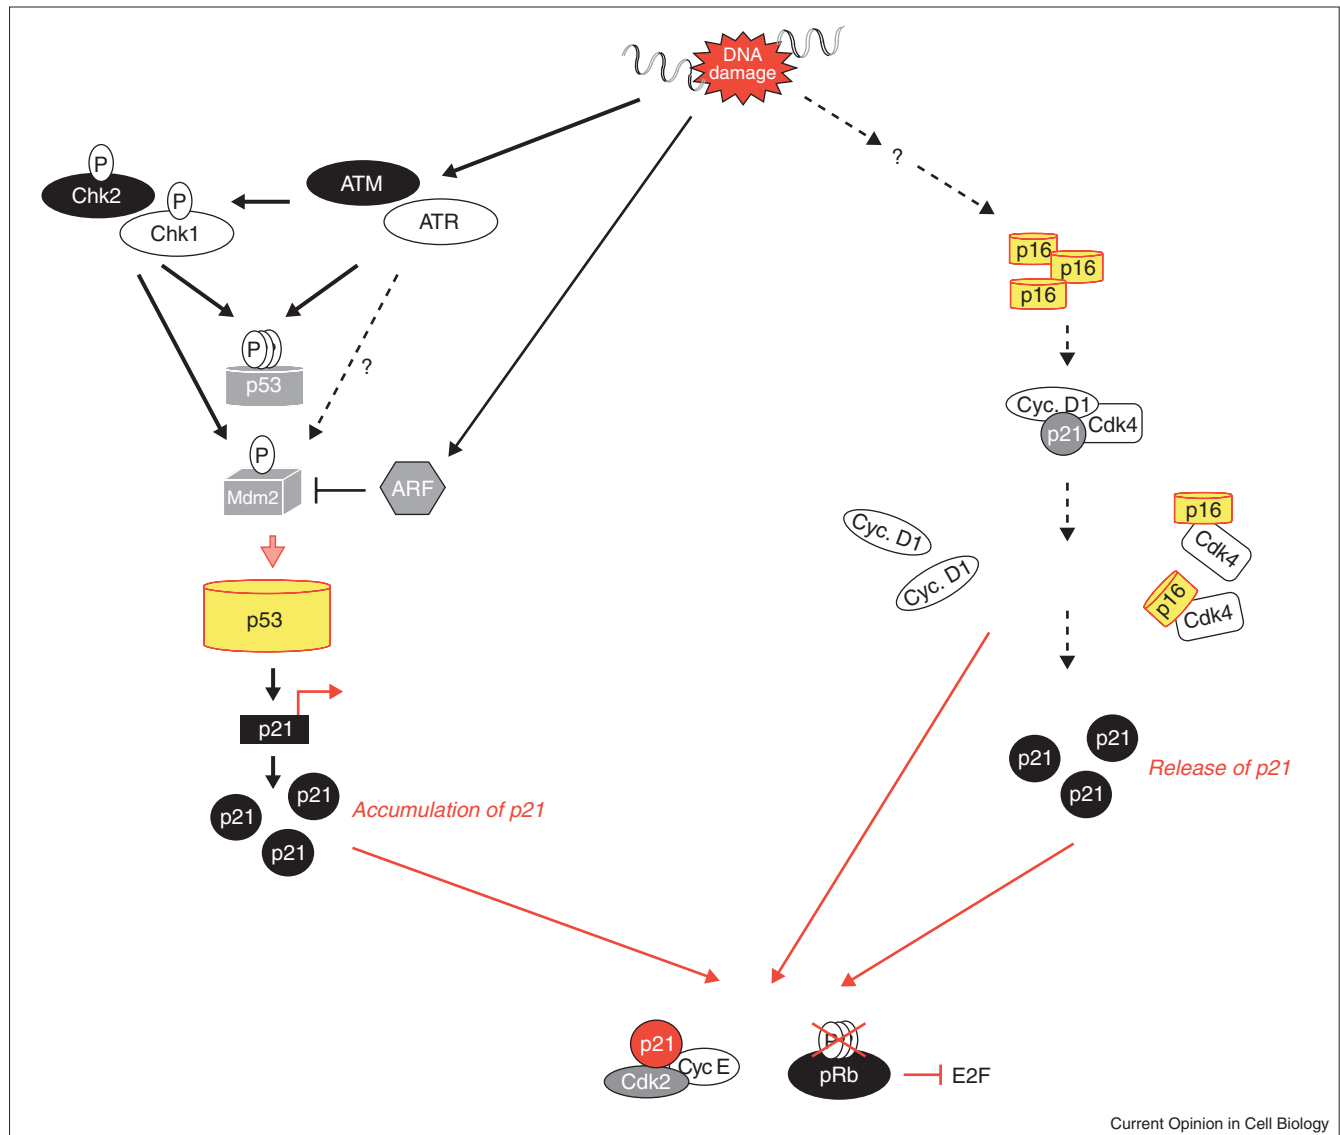 DNA
damage
?
P
Chk2
P
Chk1
ATM
ATR
p16
p16
p16
P
p53
?
Cyc. D1
Cdk4
p21
P
Mdm2
ARF
p16
Cdk4
Cyc. D1
Cyc. D1
p16
Cdk4
p53
p21
p21
p21
p21
Release of p21
p21
p21
p21
Accumulation of p21
p21
Cyc E
Cdk2
P
pRb
E2F
Current Opinion in Cell Biology